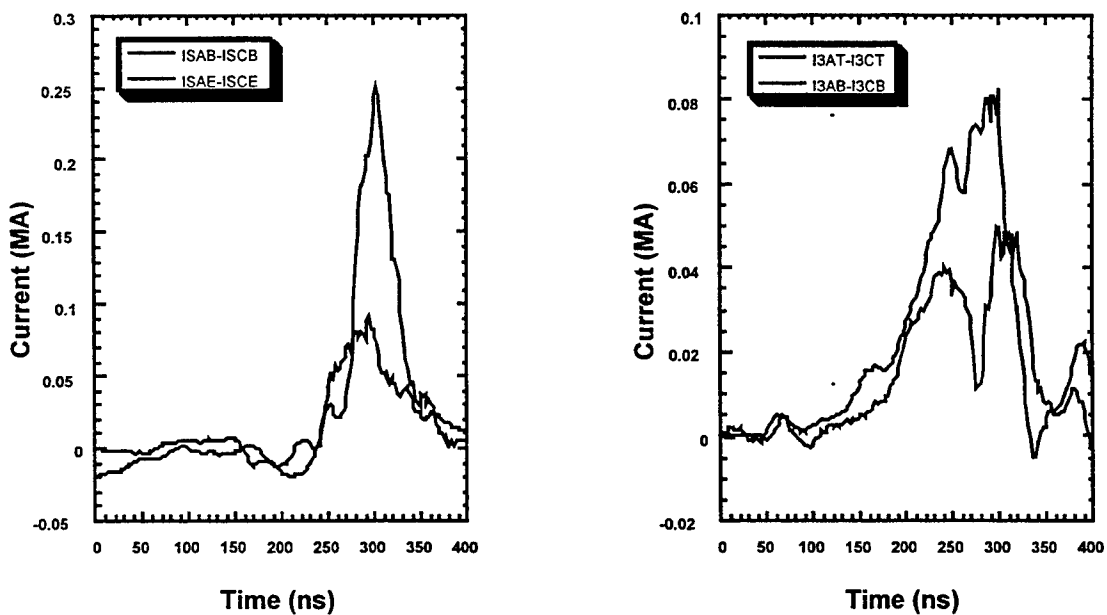 0.3
0.25
0.2
0.15
0.1
0.05
0
-0.05
Current (MA)
ISAB-ISCB
ISAE-ISCE
0 50 100 150 200 250 300 350 400
Time (ns)
0.1
0.08
0.06
0.04
0.02
0
-0.02
Current (MA)
I3AT-I3CT
I3AB-I3CB
0 50 100 150 200 250 300 350 400
Time (ns)